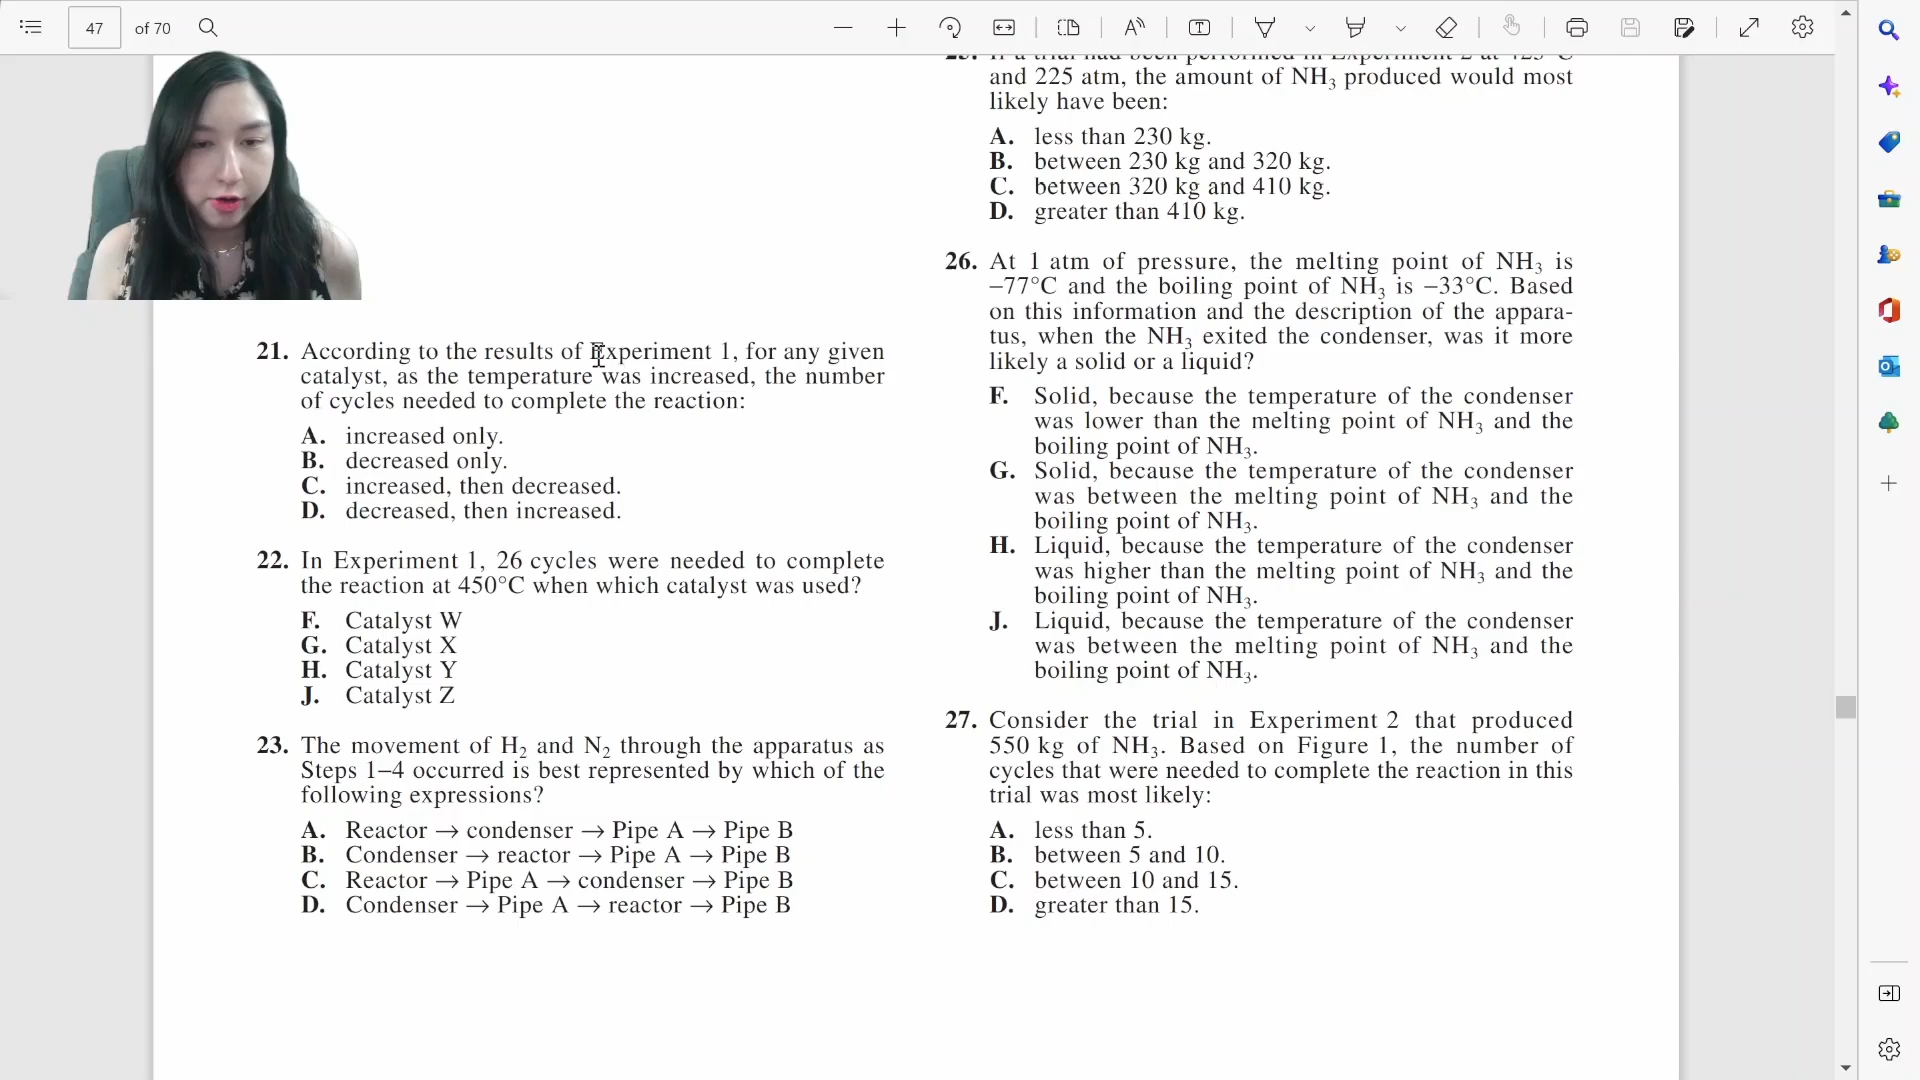 47 of 70
21. According to the results of Experiment 1, for any given
catalyst, as the temperature was increased, the number
of cycles needed to complete the reaction:
A. increased only.
B. decreased only.
C. increased, then decreased.
D. decreased, then increased.
22. In Experiment 1, 26 cycles were needed to complete
the reaction at 450°C when which catalyst was used?
F. Catalyst W
G. Catalyst X
H. Catalyst Y
J. Catalyst Z
23. The movement of H₂ and N₂ through the apparatus as
Steps 1–4 occurred is best represented by which of the
following expressions?
A. Reactor → condenser → Pipe A → Pipe B
B. Condenser → reactor → Pipe A → Pipe B
C. Reactor → Pipe A → condenser → Pipe B
D. Condenser → Pipe A → reactor → Pipe B
25. If a trial had been performed in Experiment 2 at 425°C
and 225 atm, the amount of NH₃ produced would most
likely have been:
A. less than 230 kg.
B. between 230 kg and 320 kg.
C. between 320 kg and 410 kg.
D. greater than 410 kg.
26. At 1 atm of pressure, the melting point of NH₃ is
−77°C and the boiling point of NH₃ is −33°C. Based
on this information and the description of the appara-
tus, when the NH₃ exited the condenser, was it more
likely a solid or a liquid?
F. Solid, because the temperature of the condenser
was lower than the melting point of NH₃ and the
boiling point of NH₃.
G. Solid, because the temperature of the condenser
was between the melting point of NH₃ and the
boiling point of NH₃.
H. Liquid, because the temperature of the condenser
was higher than the melting point of NH₃ and the
boiling point of NH₃.
J. Liquid, because the temperature of the condenser
was between the melting point of NH₃ and the
boiling point of NH₃.
27. Consider the trial in Experiment 2 that produced
550 kg of NH₃. Based on Figure 1, the number of
cycles that were needed to complete the reaction in this
trial was most likely:
A. less than 5.
B. between 5 and 10.
C. between 10 and 15.
D. greater than 15.